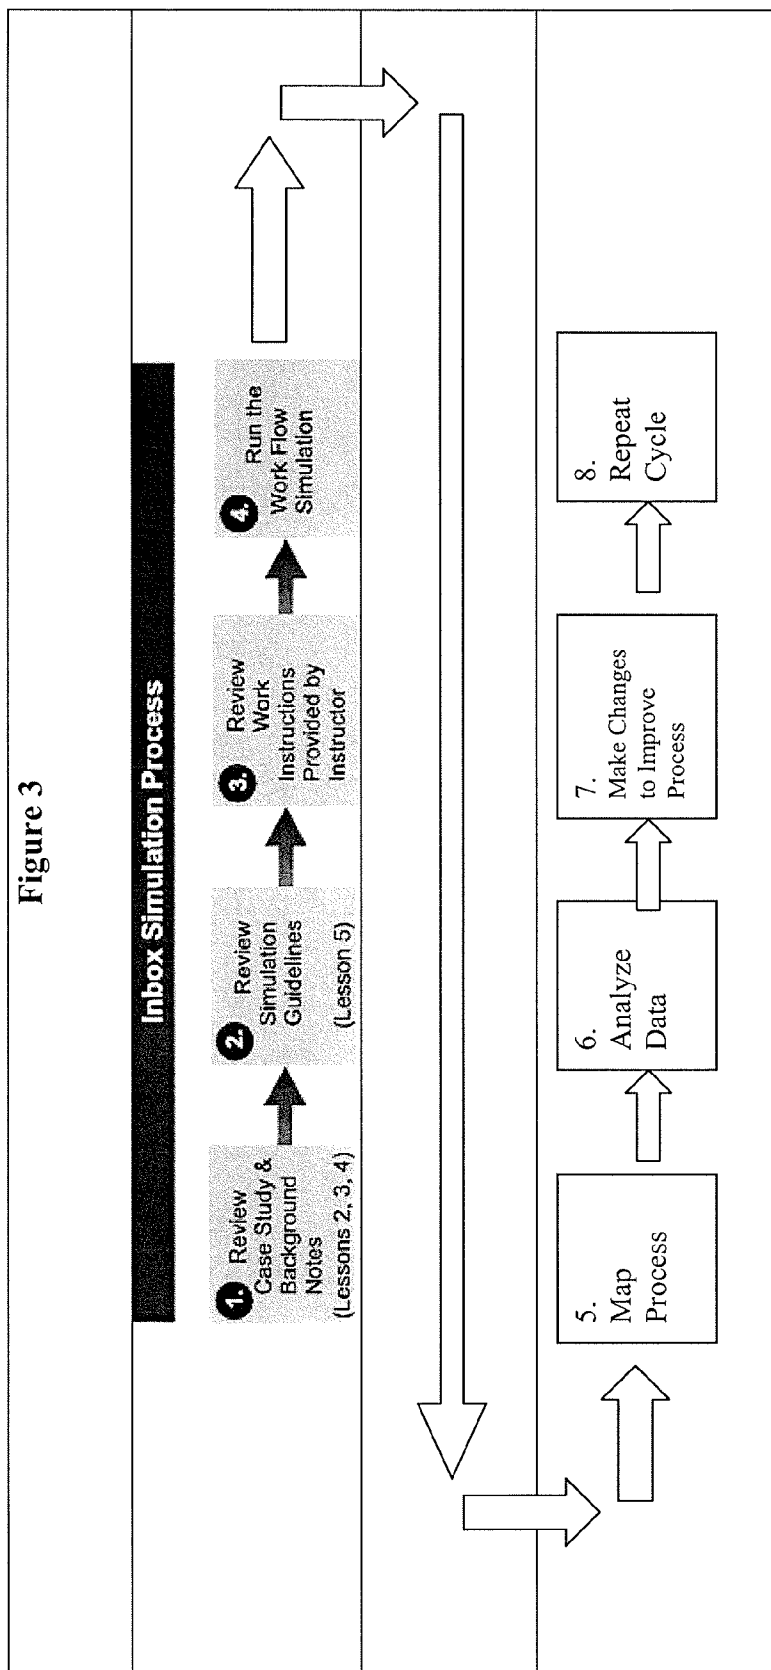 Figure 3
Inbox Simulation Process
1. Review
Case Study &
Background
Notes
(Lessons 2, 3, 4)
2. Review
Simulation
Guidelines
(Lesson 5)
3. Review
Work
Instructions
Provided by
Instructor
4. Run the
Work Flow
Simulation
5.
Map
Process
6.
Analyze
Data
7.
Make Changes
to Improve
Process
8.
Repeat
Cycle